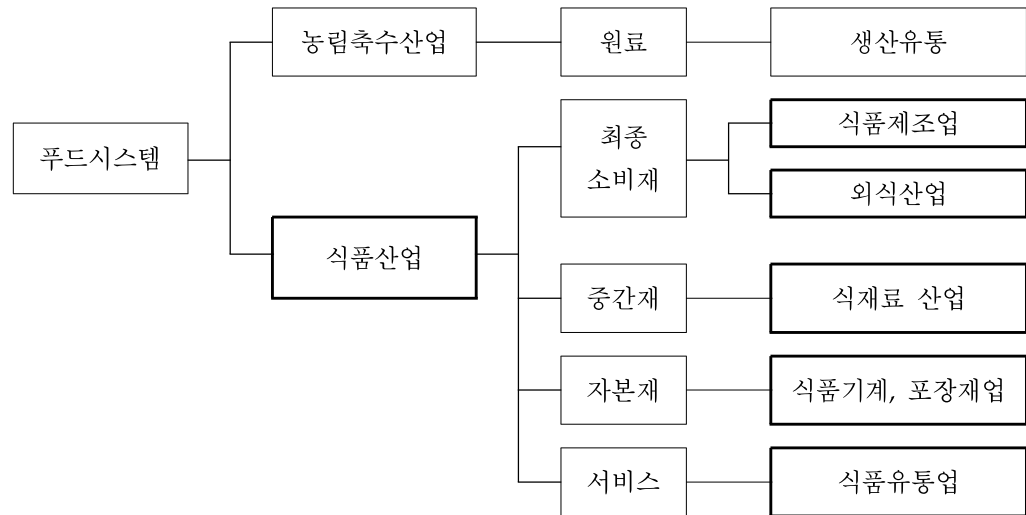 농림축수산업
원료
생산유통
푸드시스템
식품산업
최종
소비재
식품제조업
외식산업
중간재
식재료 산업
자본재
식품기계, 포장재업
서비스
식품유통업